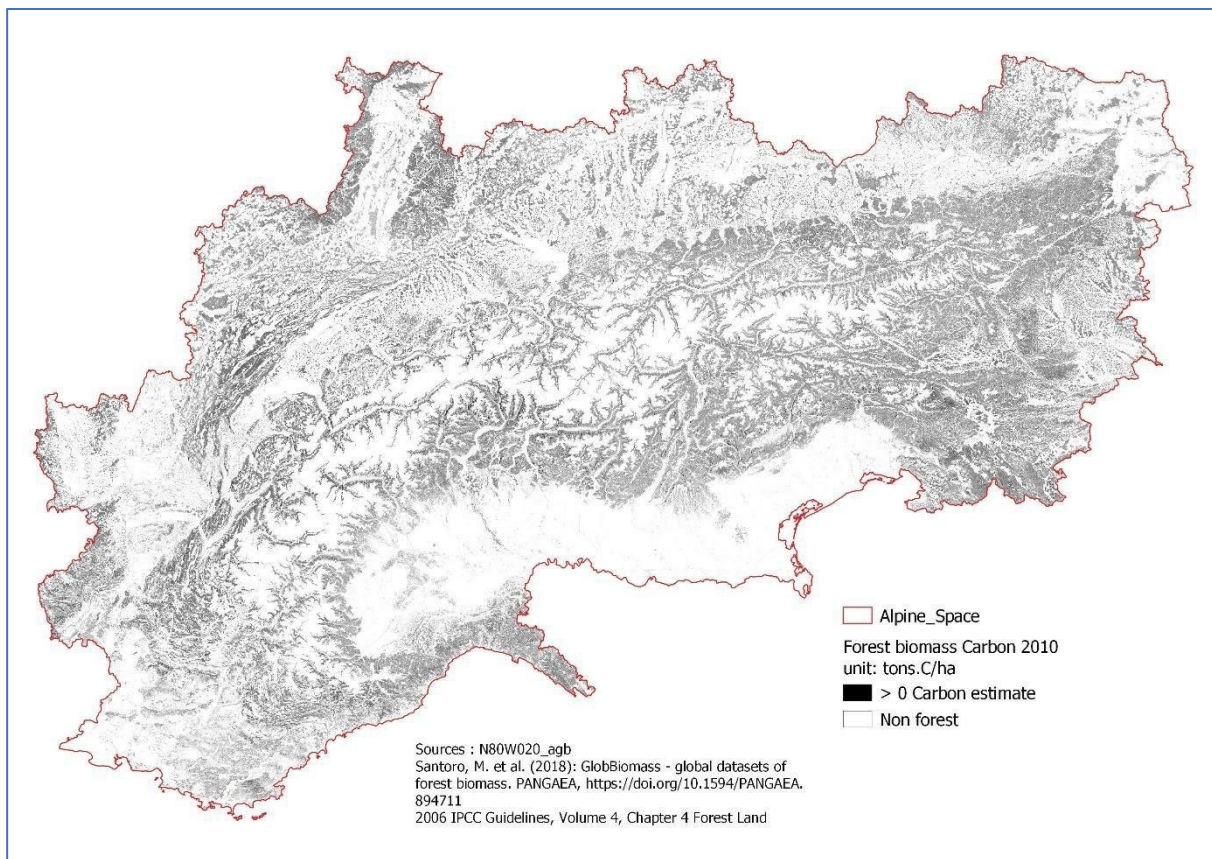 Alpine_Space
Forest biomass Carbon 2010
unit: tons.C/ha
> 0 Carbon estimate
Non forest
Sources : N80W020_agb
Santoro, M. et al. (2018): GlobBiomass - global datasets of
forest biomass. PANGAEA, https://doi.org/10.1594/PANGAEA.
894711
2006 IPCC Guidelines, Volume 4, Chapter 4 Forest Land